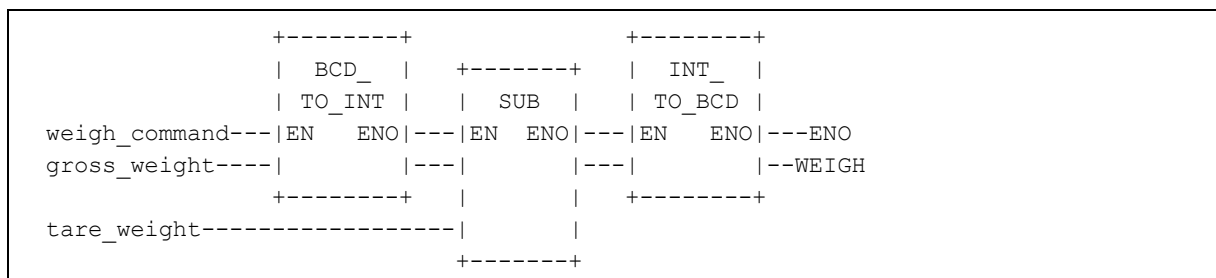 +--------+ +--------+
| BCD_ | +-------+ | INT_ |
| TO_INT | | SUB | | TO_BCD |
weigh_command---|EN ENO|---|EN ENO|---|EN ENO|---ENO
gross_weight----| |---| |---| |--WEIGH
+--------+ | | +--------+
tare_weight------------------| |
+-------+